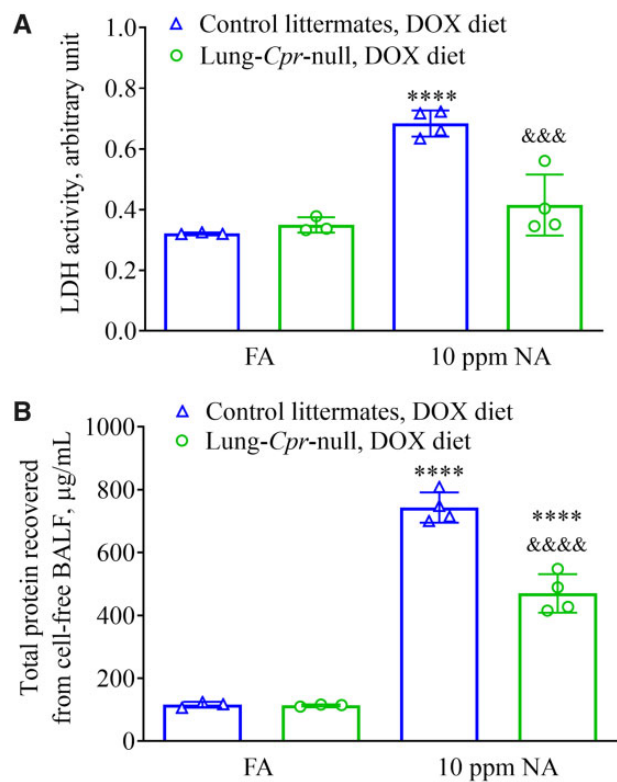 A
Control littermates, DOX diet
Lung-Cpr-null, DOX diet
LDH activity, arbitrary unit
1.0
0.8
0.6
0.4
0.2
0.0
****
&&&
FA
10 ppm NA
B
Control littermates, DOX diet
Lung-Cpr-null, DOX diet
Total protein recovered
from cell-free BALF, μg/mL
1000
800
600
400
200
0
****
****
&&&&
FA
10 ppm NA